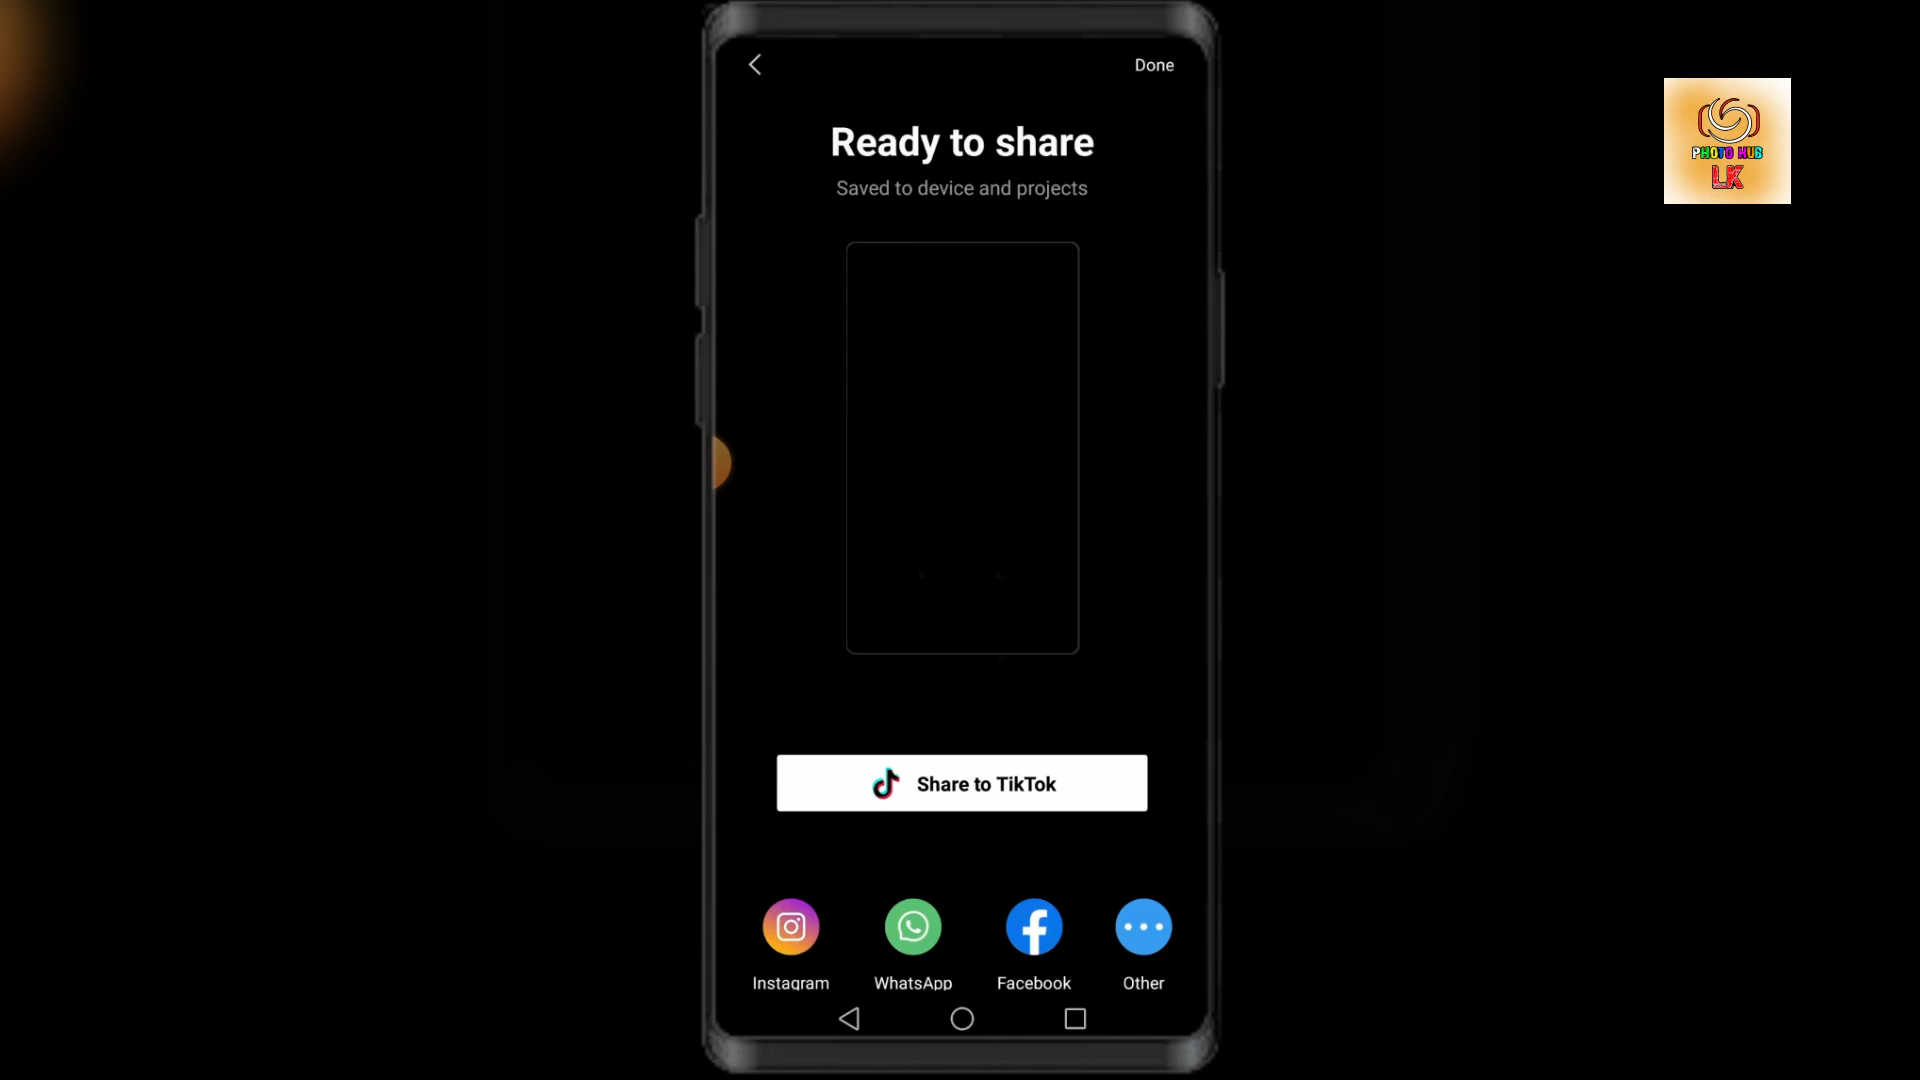 Done
Ready to share
Saved to device and projects
PHOTO HUB
LK
Share to TikTok
Instagram
WhatsApp
Facebook
Other